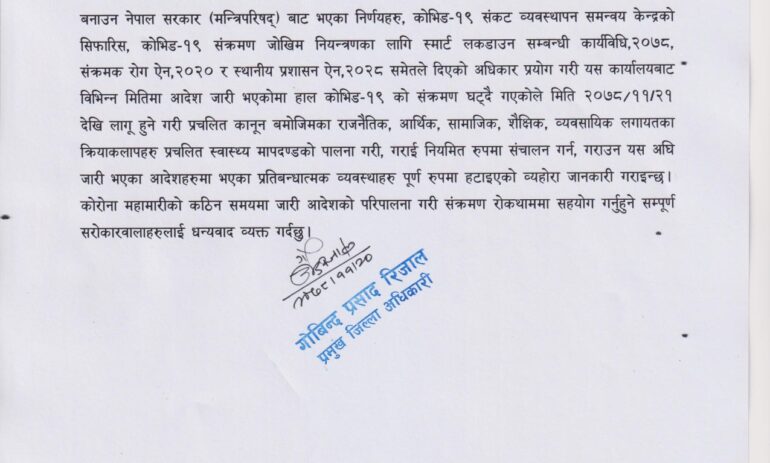 बनाउन नेपाल सरकार (मन्त्रिपरिषद्) बाट भएका निर्णयहरु, कोभिड-१९ संकट व्यवस्थापन समन्वय केन्द्रको
सिफारिस, कोभिड-१९ संक्रमण जोखिम नियन्त्रणका लागि स्मार्ट लकडाउन सम्बन्धी कार्यविधि,२०७८,
संक्रमक रोग ऐन,२०२० र स्थानीय प्रशासन ऐन,२०२८ समेतले दिएको अधिकार प्रयोग गरी यस कार्यालयबाट
विभिन्न मितिमा आदेश जारी भएकोमा हाल कोभिड-१९ को संक्रमण घट्दै गएकोले मिति २०७८/११/२१
देखि लागू हुने गरी प्रचलित कानून बमोजिमका राजनैतिक, आर्थिक, सामाजिक, शैक्षिक, व्यवसायिक लगायतका
क्रियाकलापहरु प्रचलित स्वास्थ्य मापदण्डको पालना गरी, गराई नियमित रुपमा संचालन गर्न, गराउन यस अघि
जारी भएका आदेशहरुमा भएका प्रतिबन्धात्मक व्यवस्थाहरु पूर्ण रुपमा हटाइएको व्यहोरा जानकारी गराइन्छ।
कोरोना महामारीको कठिन समयमा जारी आदेशको परिपालना गरी संक्रमण रोकथाममा सहयोग गर्नुहुने सम्पूर्ण
सरोकारवालाहरुलाई धन्यवाद व्यक्त गर्दछु।
२०७८।११।२०
गोबिन्द प्रसाद रिजाल
प्रमुख जिल्ला अधिकारी